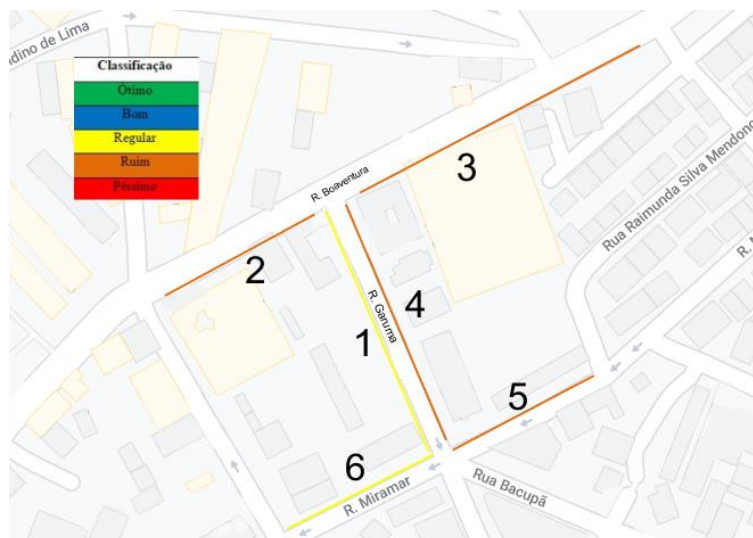 dino de Lima
Classificação
Ótimo
Bom
Regular
Ruim
Péssimo
R. Boaventura
3
Rua Raimunda Silva Mendonç
2
R. Garuma
4
1
R. M
5
6
R. Miramar
Rua Bacupã